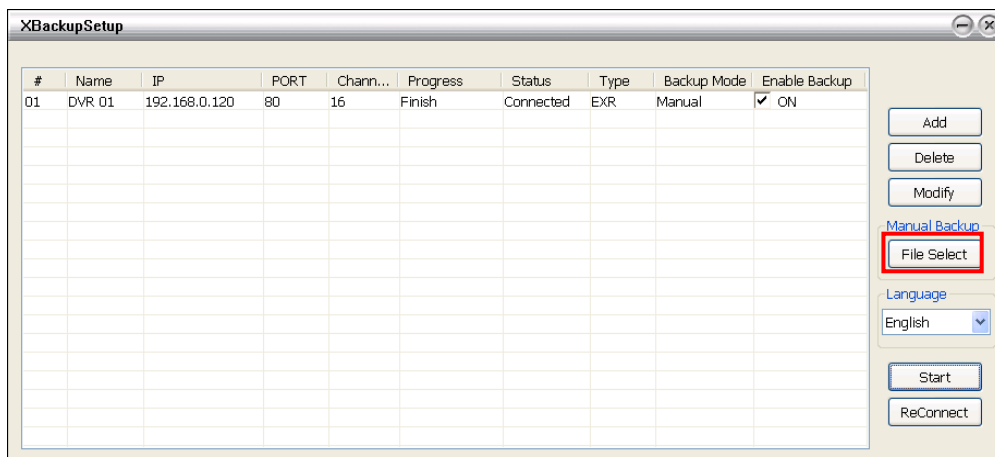 XBackupSetup
# Name IP PORT Chann... Progress Status Type Backup Mode Enable Backup
01 DVR 01 192.168.0.120 80 16 Finish Connected EXR Manual ON
Add
Delete
Modify
Manual Backup
File Select
Language
English
Start
ReConnect